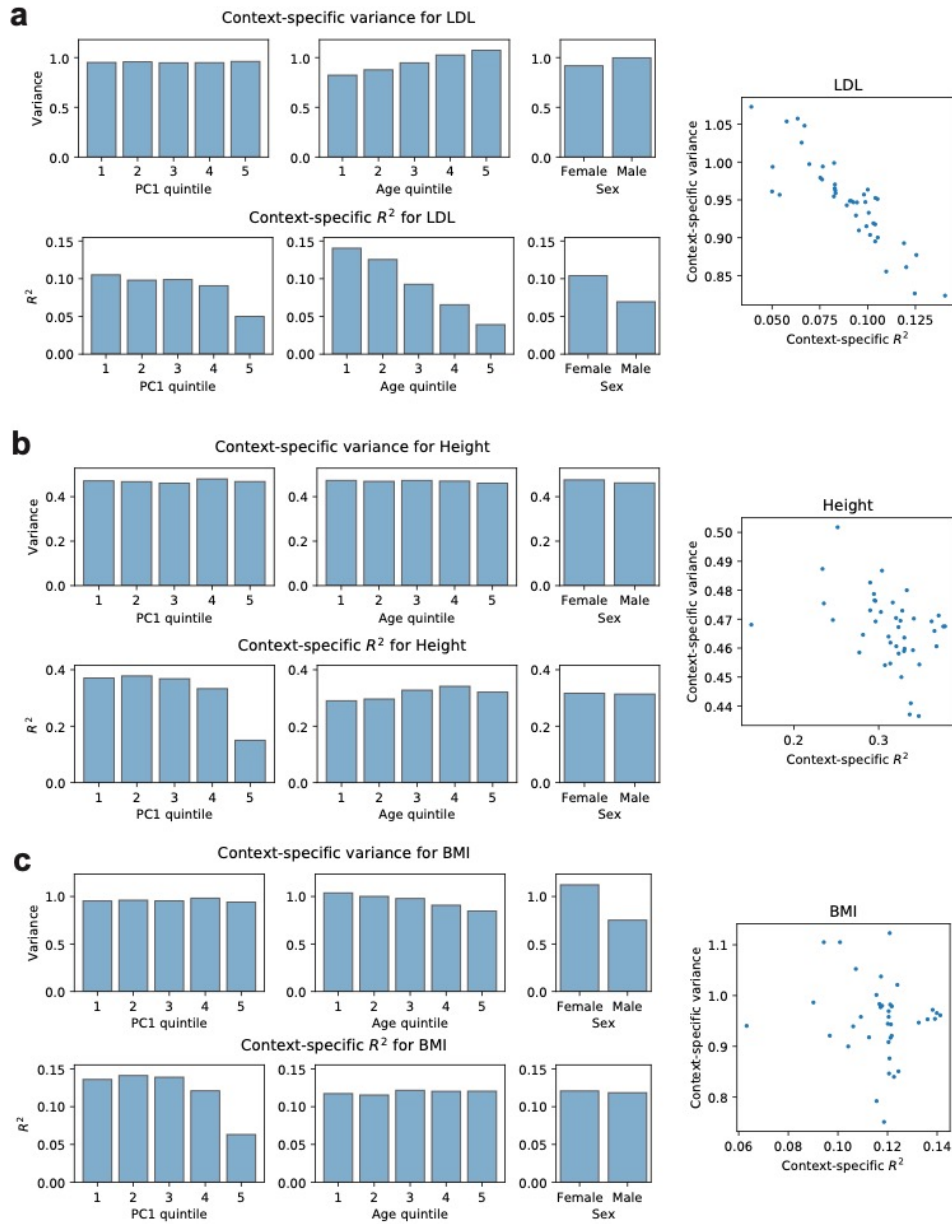 a
Context-specific variance for LDL
Variance
1.0
0.5
0.0
1 2 3 4 5
PC1 quintile
1.0
0.5
0.0
1 2 3 4 5
Age quintile
1.0
0.5
0.0
Female Male
Sex
Context-specific R² for LDL
R²
0.15
0.10
0.05
0.00
1 2 3 4 5
PC1 quintile
0.15
0.10
0.05
0.00
1 2 3 4 5
Age quintile
0.15
0.10
0.05
0.00
Female Male
Sex
LDL
Context-specific variance
1.05
1.00
0.95
0.90
0.85
0.050 0.075 0.100 0.125
Context-specific R²
b
Context-specific variance for Height
Variance
0.4
0.2
0.0
1 2 3 4 5
PC1 quintile
0.4
0.2
0.0
1 2 3 4 5
Age quintile
0.4
0.2
0.0
Female Male
Sex
Context-specific R² for Height
R²
0.4
0.2
0.0
1 2 3 4 5
PC1 quintile
0.4
0.2
0.0
1 2 3 4 5
Age quintile
0.4
0.2
0.0
Female Male
Sex
Height
Context-specific variance
0.50
0.49
0.48
0.47
0.46
0.45
0.44
0.2 0.3
Context-specific R²
c
Context-specific variance for BMI
Variance
1.0
0.5
0.0
1 2 3 4 5
PC1 quintile
1.0
0.5
0.0
1 2 3 4 5
Age quintile
1.0
0.5
0.0
Female Male
Sex
Context-specific R² for BMI
R²
0.15
0.10
0.05
0.00
1 2 3 4 5
PC1 quintile
0.15
0.10
0.05
0.00
1 2 3 4 5
Age quintile
0.15
0.10
0.05
0.00
Female Male
Sex
BMI
Context-specific variance
1.1
1.0
0.9
0.8
0.06 0.08 0.10 0.12 0.14
Context-specific R²